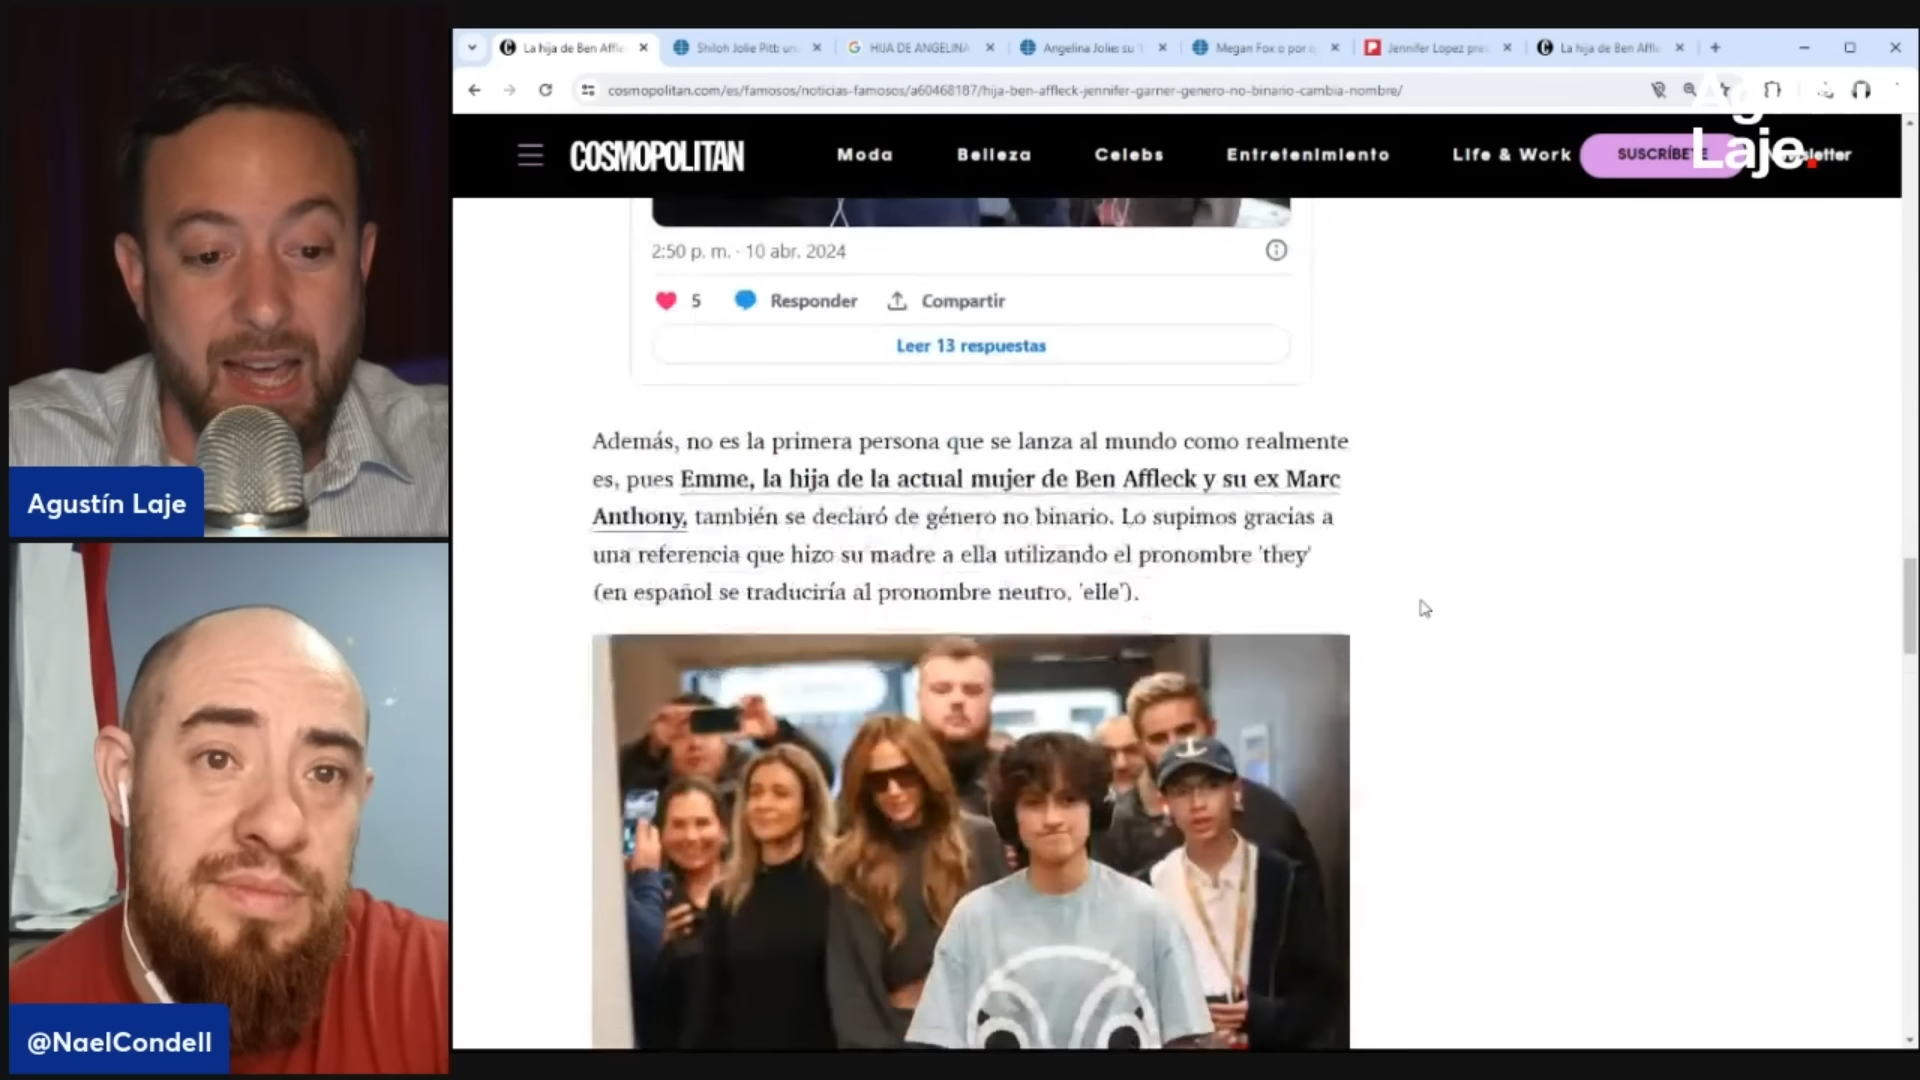 La hija de Ben Affle
Shiloh Jolie Pitt: un
HIJA DE ANGELINA
Angelina Jolie: su
Megan Fox o por q
Jennifer Lopez pre
La hija de Ben Affle
cosmopolitan.com/es/famosos/noticias-famosos/a60468187/hija-ben-affleck-jennifer-garner-genero-no-binario-cambia-nombre/
COSMOPOLITAN
Moda
Belleza
Celebs
Entretenimiento
Life & Work
SUSCRÍBETE
Laje.
2:50 p. m. · 10 abr. 2024
5
Responder
Compartir
Leer 13 respuestas
Además, no es la primera persona que se lanza al mundo como realmente
es, pues Emme, la hija de la actual mujer de Ben Affleck y su ex Marc
Anthony, también se declaró de género no binario. Lo supimos gracias a
una referencia que hizo su madre a ella utilizando el pronombre 'they'
(en español se traduciría al pronombre neutro, 'elle').
Agustín Laje
@NaelCondell